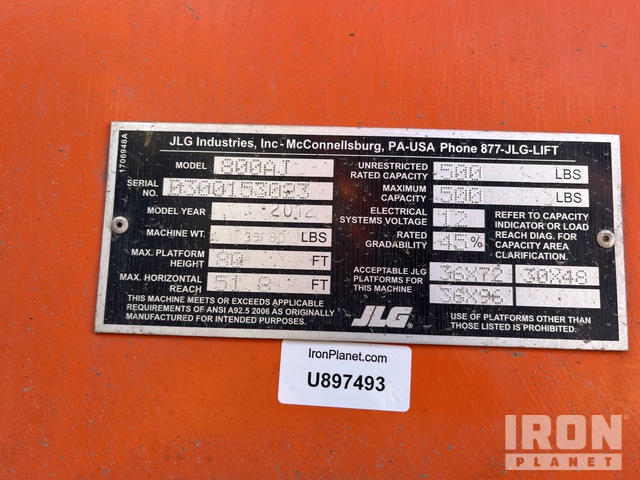 JLG Industries, Inc - McConnellsburg, PA-USA Phone 877-JLG-LIFT
1706948A
MODEL 800AJ
SERIAL NO.
MODEL YEAR 2012
MACHINE WT. LBS
MAX. PLATFORM HEIGHT 80 FT
MAX. HORIZONTAL REACH FT
THIS MACHINE MEETS OR EXCEEDS APPLICABLE
REQUIREMENTS OF ANSI A92.5 2006 AS ORIGINALLY
MANUFACTURED FOR INTENDED PURPOSES.
UNRESTRICTED RATED CAPACITY 500 LBS
MAXIMUM CAPACITY 500 LBS
ELECTRICAL SYSTEMS VOLTAGE 12
RATED GRADABILITY 45%
REFER TO CAPACITY
INDICATOR OR LOAD
REACH DIAG. FOR
CAPACITY AREA
CLARIFICATION.
ACCEPTABLE JLG
PLATFORMS FOR
THIS MACHINE
36X72 30X48
36X96
JLG
USE OF PLATFORMS OTHER THAN
THOSE LISTED IS PROHIBITED.
IronPlanet.com
U897493
IRON
PLANET